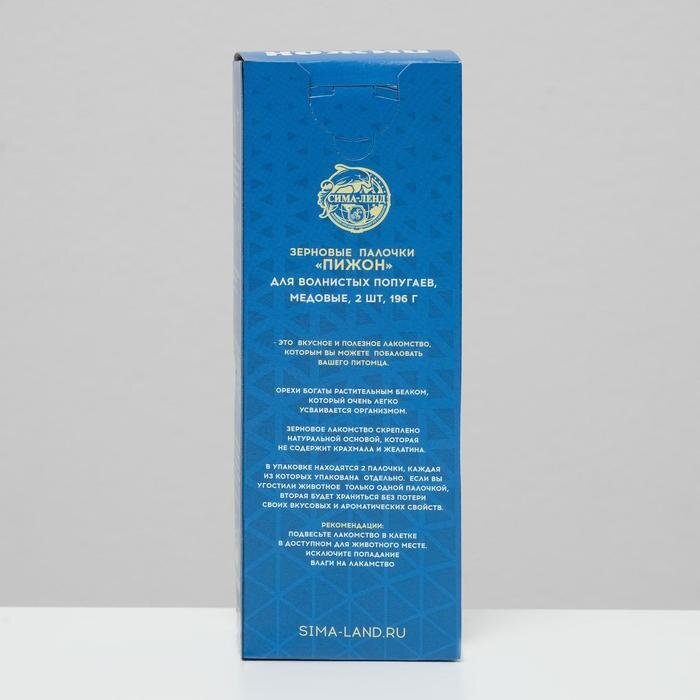 ПИЖОН
СИМА-ЛЕНД
ЗЕРНОВЫЕ ПАЛОЧКИ
«ПИЖОН»
ДЛЯ ВОЛНИСТЫХ ПОПУГАЕВ,
МЕДОВЫЕ, 2 ШТ, 196 Г
- ЭТО ВКУСНОЕ И ПОЛЕЗНОЕ ЛАКОМСТВО,
КОТОРЫМ ВЫ МОЖЕТЕ ПОБАЛОВАТЬ
ВАШЕГО ПИТОМЦА.
ОРЕХИ БОГАТЫ РАСТИТЕЛЬНЫМ БЕЛКОМ,
КОТОРЫЙ ОЧЕНЬ ЛЕГКО
УСВАИВАЕТСЯ ОРГАНИЗМОМ.
ЗЕРНОВОЕ ЛАКОМСТВО СКРЕПЛЕНО
НАТУРАЛЬНОЙ ОСНОВОЙ, КОТОРАЯ
НЕ СОДЕРЖИТ КРАХМАЛА И ЖЕЛАТИНА.
В УПАКОВКЕ НАХОДЯТСЯ 2 ПАЛОЧКИ, КАЖДАЯ
ИЗ КОТОРЫХ УПАКОВАНА ОТДЕЛЬНО. ЕСЛИ ВЫ
УГОСТИЛИ ЖИВОТНОЕ ТОЛЬКО ОДНОЙ ПАЛОЧКОЙ,
ВТОРАЯ БУДЕТ ХРАНИТЬСЯ БЕЗ ПОТЕРИ
СВОИХ ВКУСОВЫХ И АРОМАТИЧЕСКИХ СВОЙСТВ.
РЕКОМЕНДАЦИИ:
ПОДВЕСЬТЕ ЛАКОМСТВО В КЛЕТКЕ
В ДОСТУПНОМ ДЛЯ ЖИВОТНОГО МЕСТЕ.
ИСКЛЮЧИТЕ ПОПАДАНИЕ
ВЛАГИ НА ЛАКАМСТВО
SIMA-LAND.RU